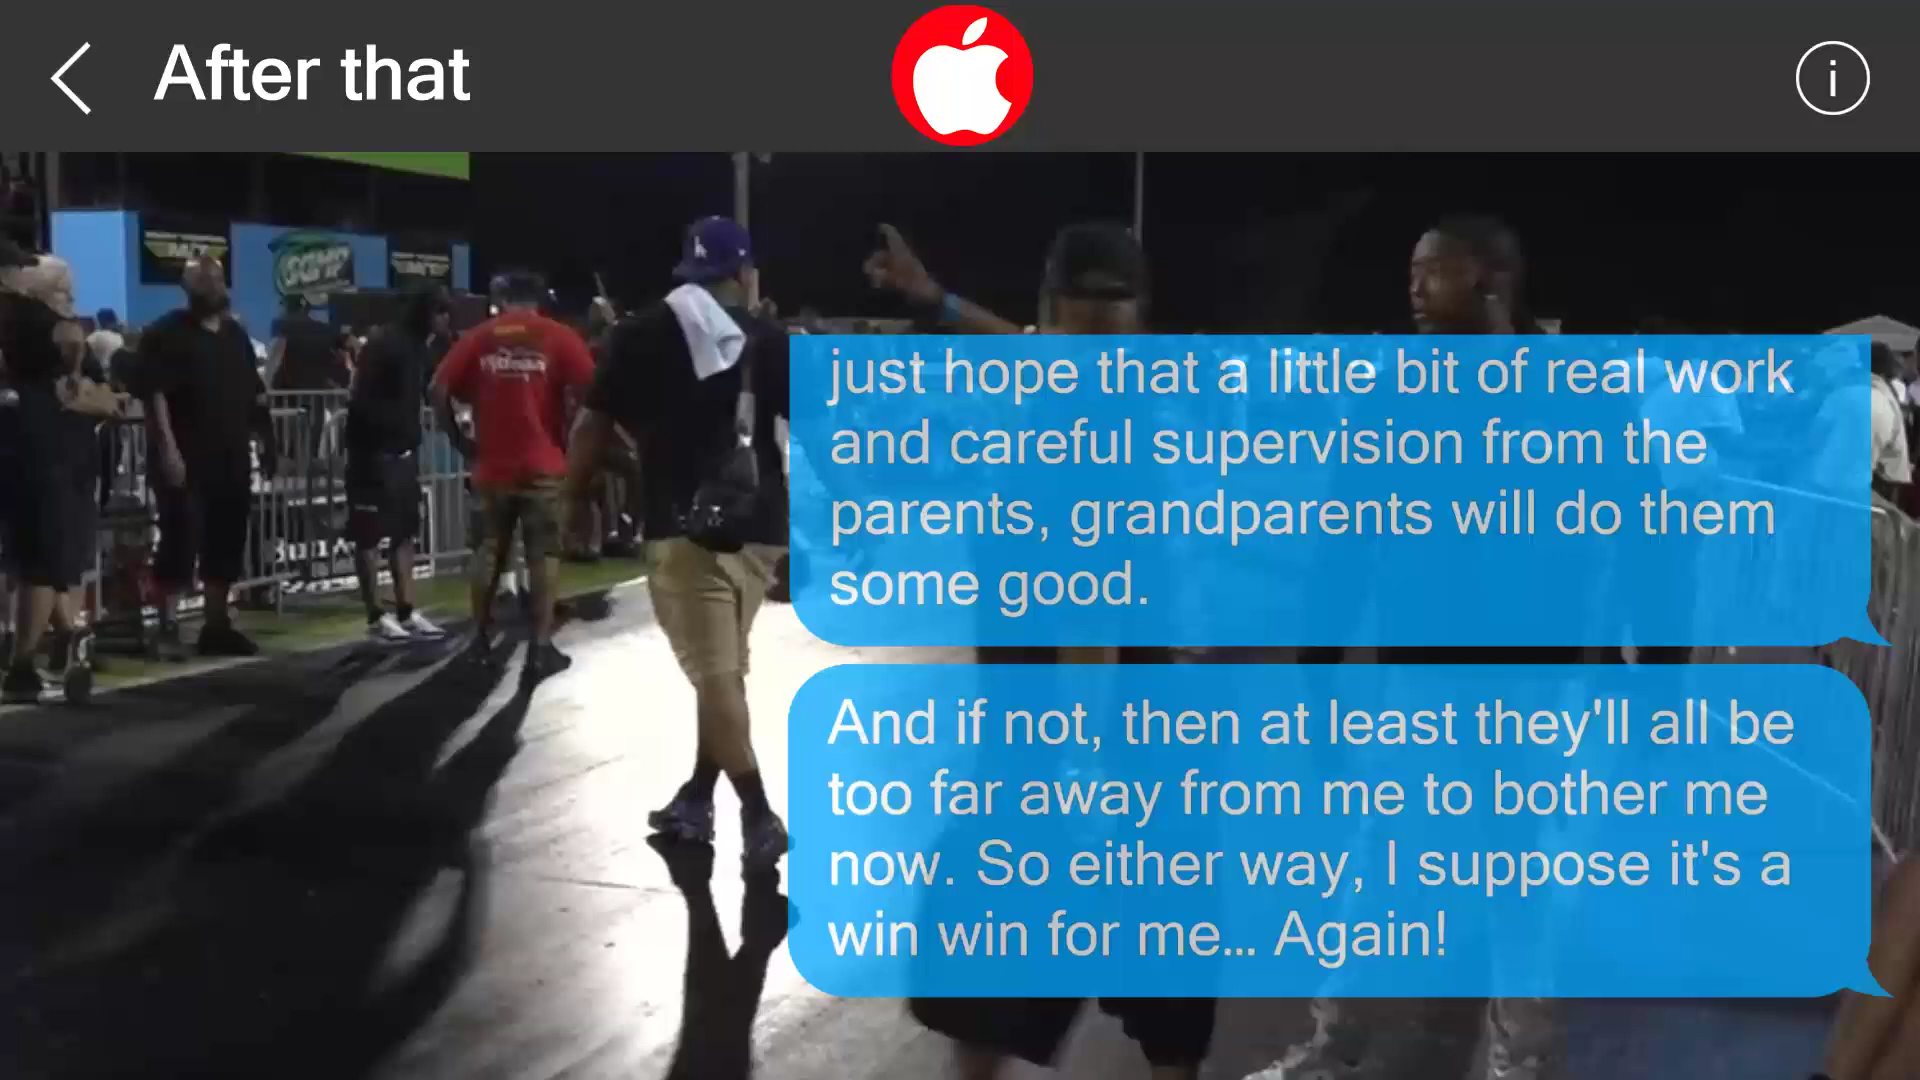 After that
i
just hope that a little bit of real work
and careful supervision from the
parents, grandparents will do them
some good.
And if not, then at least they'll all be
too far away from me to bother me
now. So either way, I suppose it's a
win win for me... Again!